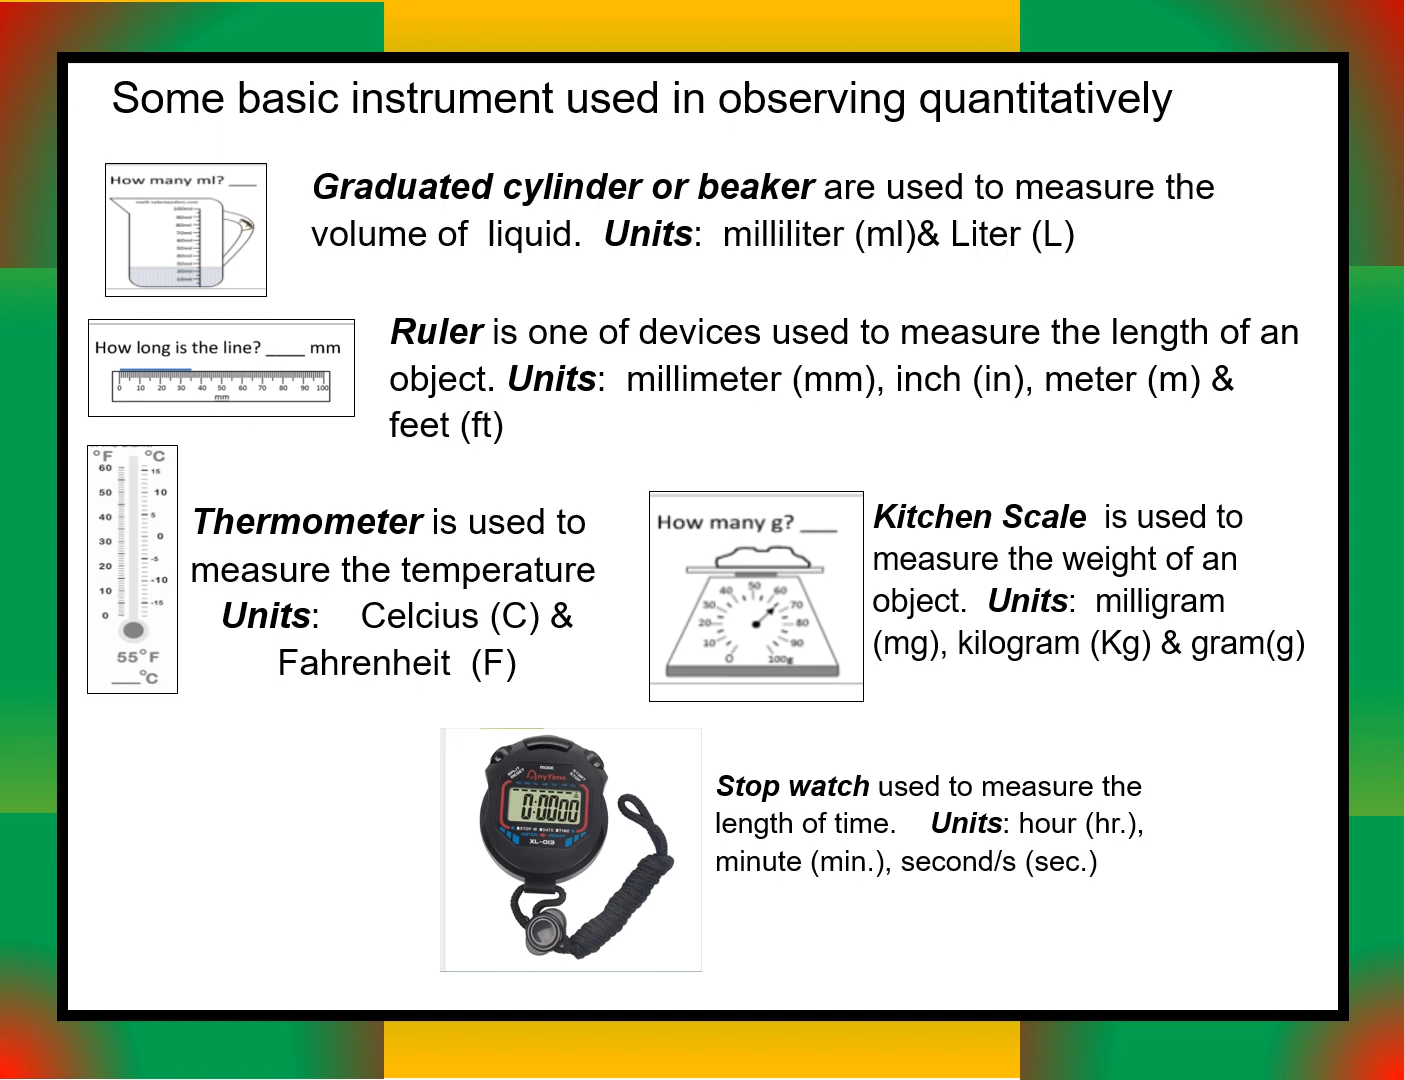 Some basic instrument used in observing quantitatively
How many ml? ___
Graduated cylinder or beaker are used to measure the
volume of liquid. Units: milliliter (ml)& Liter (L)
How long is the line? ____ mm
0 10 20 30 40 50 60 70 80 90 100
mm
Ruler is one of devices used to measure the length of an
object. Units: millimeter (mm), inch (in), meter (m) &
feet (ft)
°F °C
60 15
50 10
40 5
30 0
20 -5
10 -10
0 -15
55°F
___°C
Thermometer is used to
measure the temperature
Units: Celcius (C) &
Fahrenheit (F)
How many g? ___
0 10 20 30 40 50 60 70 80 90 100g
Kitchen Scale is used to
measure the weight of an
object. Units: milligram
(mg), kilogram (Kg) & gram(g)
MODE
AnyTime
0:0000
XL-013
Stop watch used to measure the
length of time. Units: hour (hr.),
minute (min.), second/s (sec.)